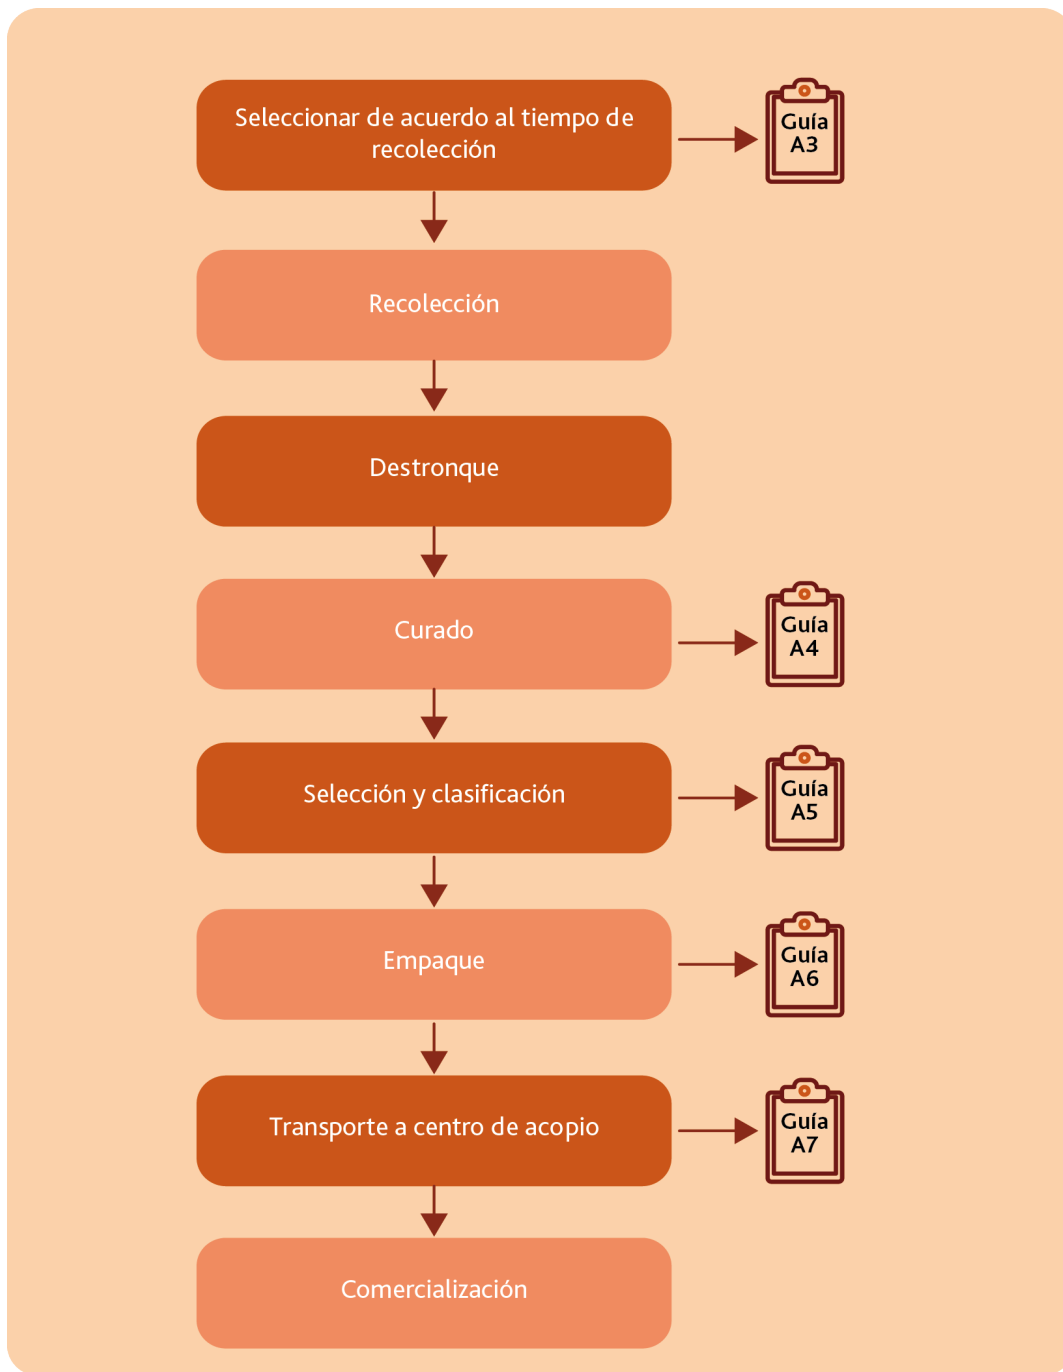 Seleccionar de acuerdo al tiempo de
recolección
Guía
A3
Recolección
Destronque
Curado
Guía
A4
Selección y clasificación
Guía
A5
Empaque
Guía
A6
Transporte a centro de acopio
Guía
A7
Comercialización